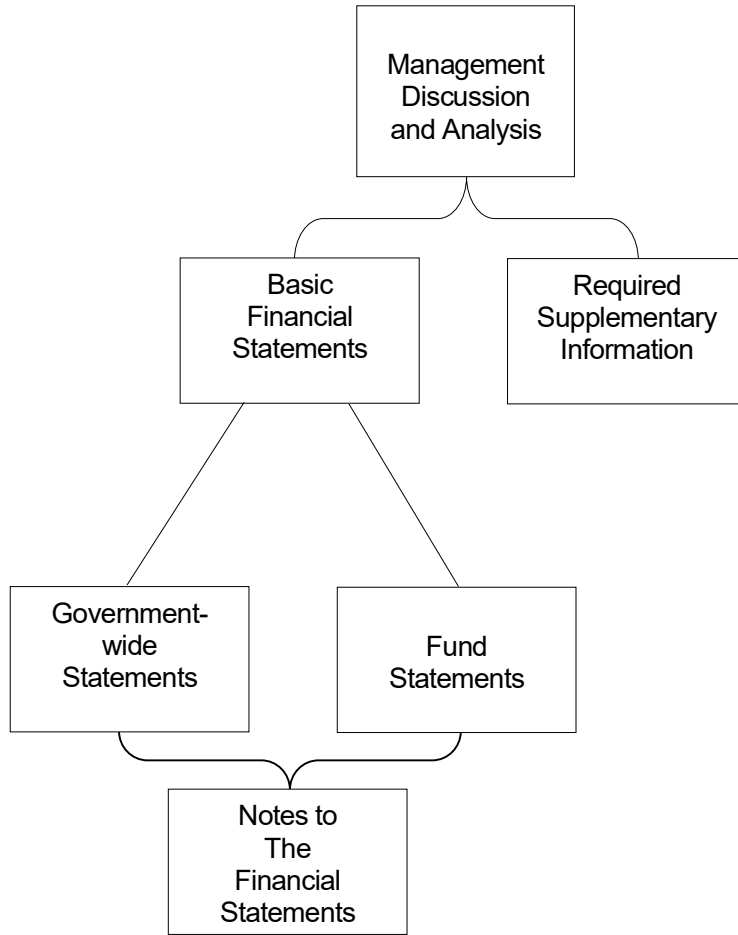 Management
Discussion
and Analysis
Basic
Financial
Statements
Required
Supplementary
Information
Government-
wide
Statements
Fund
Statements
Notes to
The
Financial
Statements